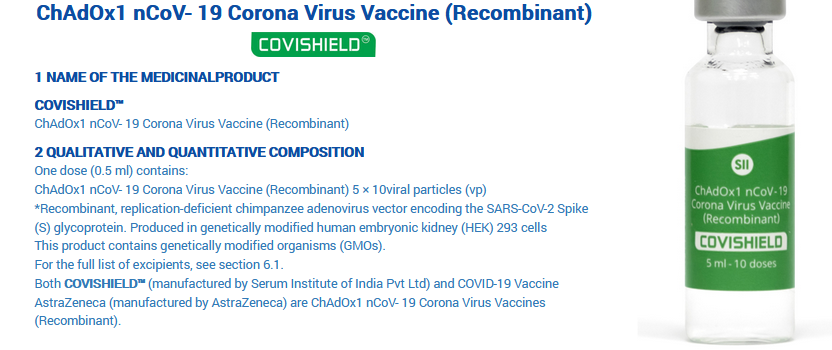 ChAdOx1 nCoV- 19 Corona Virus Vaccine (Recombinant)
COVISHIELD™
1 NAME OF THE MEDICINALPRODUCT
COVISHIELD™
ChAdOx1 nCoV- 19 Corona Virus Vaccine (Recombinant)
2 QUALITATIVE AND QUANTITATIVE COMPOSITION
One dose (0.5 ml) contains:
ChAdOx1 nCoV- 19 Corona Virus Vaccine (Recombinant) 5 × 10viral particles (vp)
*Recombinant, replication-deficient chimpanzee adenovirus vector encoding the SARS-CoV-2 Spike
(S) glycoprotein. Produced in genetically modified human embryonic kidney (HEK) 293 cells
This product contains genetically modified organisms (GMOs).
For the full list of excipients, see section 6.1.
Both COVISHIELD™ (manufactured by Serum Institute of India Pvt Ltd) and COVID-19 Vaccine
AstraZeneca (manufactured by AstraZeneca) are ChAdOx1 nCoV- 19 Corona Virus Vaccines
(Recombinant).
SII
ChAdOx1 nCoV-19
Corona Virus Vaccine
(Recombinant)
COVISHIELD
5 ml - 10 doses